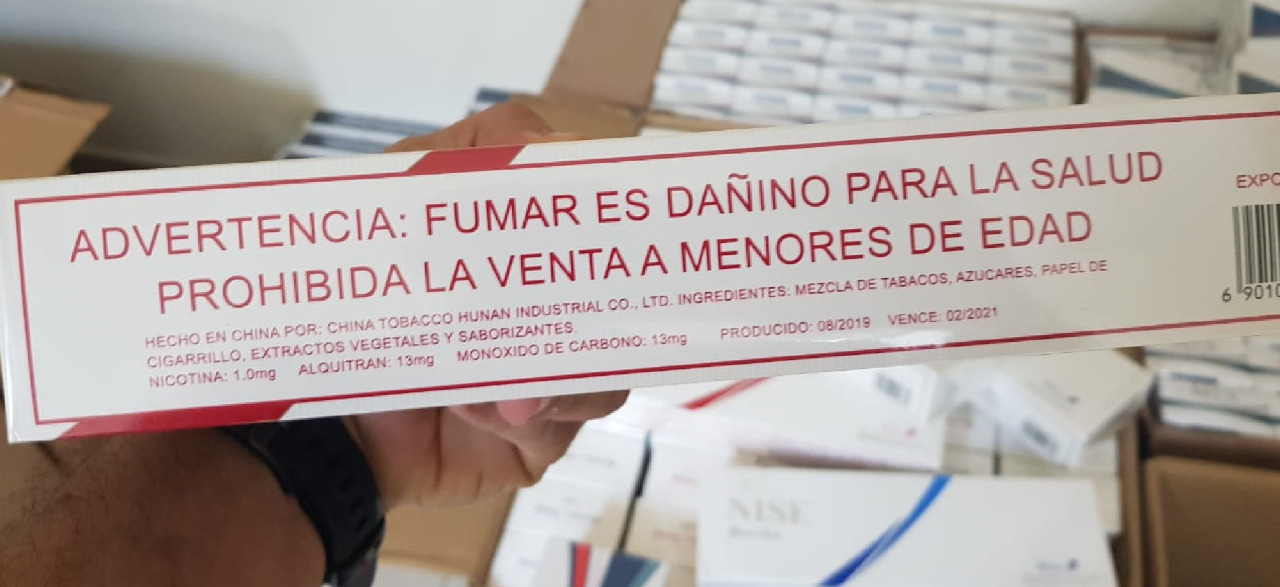 ADVERTENCIA: FUMAR ES DAÑINO PARA LA SALUD
PROHIBIDA LA VENTA A MENORES DE EDAD
HECHO EN CHINA POR: CHINA TOBACCO HUNAN INDUSTRIAL CO., LTD. INGREDIENTES: MEZCLA DE TABACOS, AZUCARES, PAPEL DE
CIGARRILLO, EXTRACTOS VEGETALES Y SABORIZANTES.
NICOTINA: 1.0mg ALQUITRAN: 13mg MONOXIDO DE CARBONO: 13mg PRODUCIDO: 08/2019 VENCE: 02/2021
EXPO
6 9010
NISE